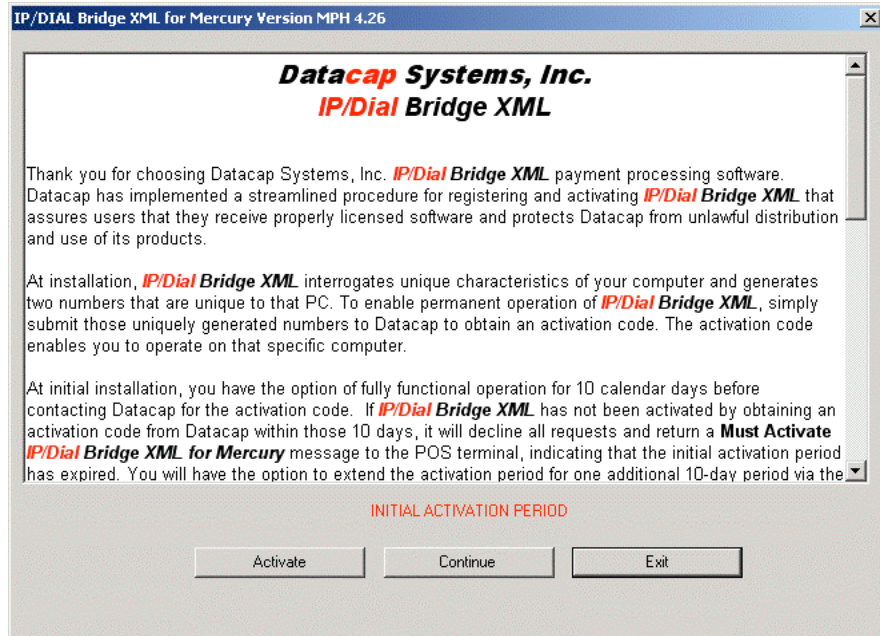 IP/DIAL Bridge XML for Mercury Version MPH 4.26
Datacap Systems, Inc.
IP/Dial Bridge XML
Thank you for choosing Datacap Systems, Inc. IP/Dial Bridge XML payment processing software.
Datacap has implemented a streamlined procedure for registering and activating IP/Dial Bridge XML that
assures users that they receive properly licensed software and protects Datacap from unlawful distribution
and use of its products.
At installation, IP/Dial Bridge XML interrogates unique characteristics of your computer and generates
two numbers that are unique to that PC. To enable permanent operation of IP/Dial Bridge XML, simply
submit those uniquely generated numbers to Datacap to obtain an activation code. The activation code
enables you to operate on that specific computer.
At initial installation, you have the option of fully functional operation for 10 calendar days before
contacting Datacap for the activation code. If IP/Dial Bridge XML has not been activated by obtaining an
activation code from Datacap within those 10 days, it will decline all requests and return a Must Activate
IP/Dial Bridge XML for Mercury message to the POS terminal, indicating that the initial activation period
has expired. You will have the option to extend the activation period for one additional 10-day period via the
INITIAL ACTIVATION PERIOD
Activate Continue Exit